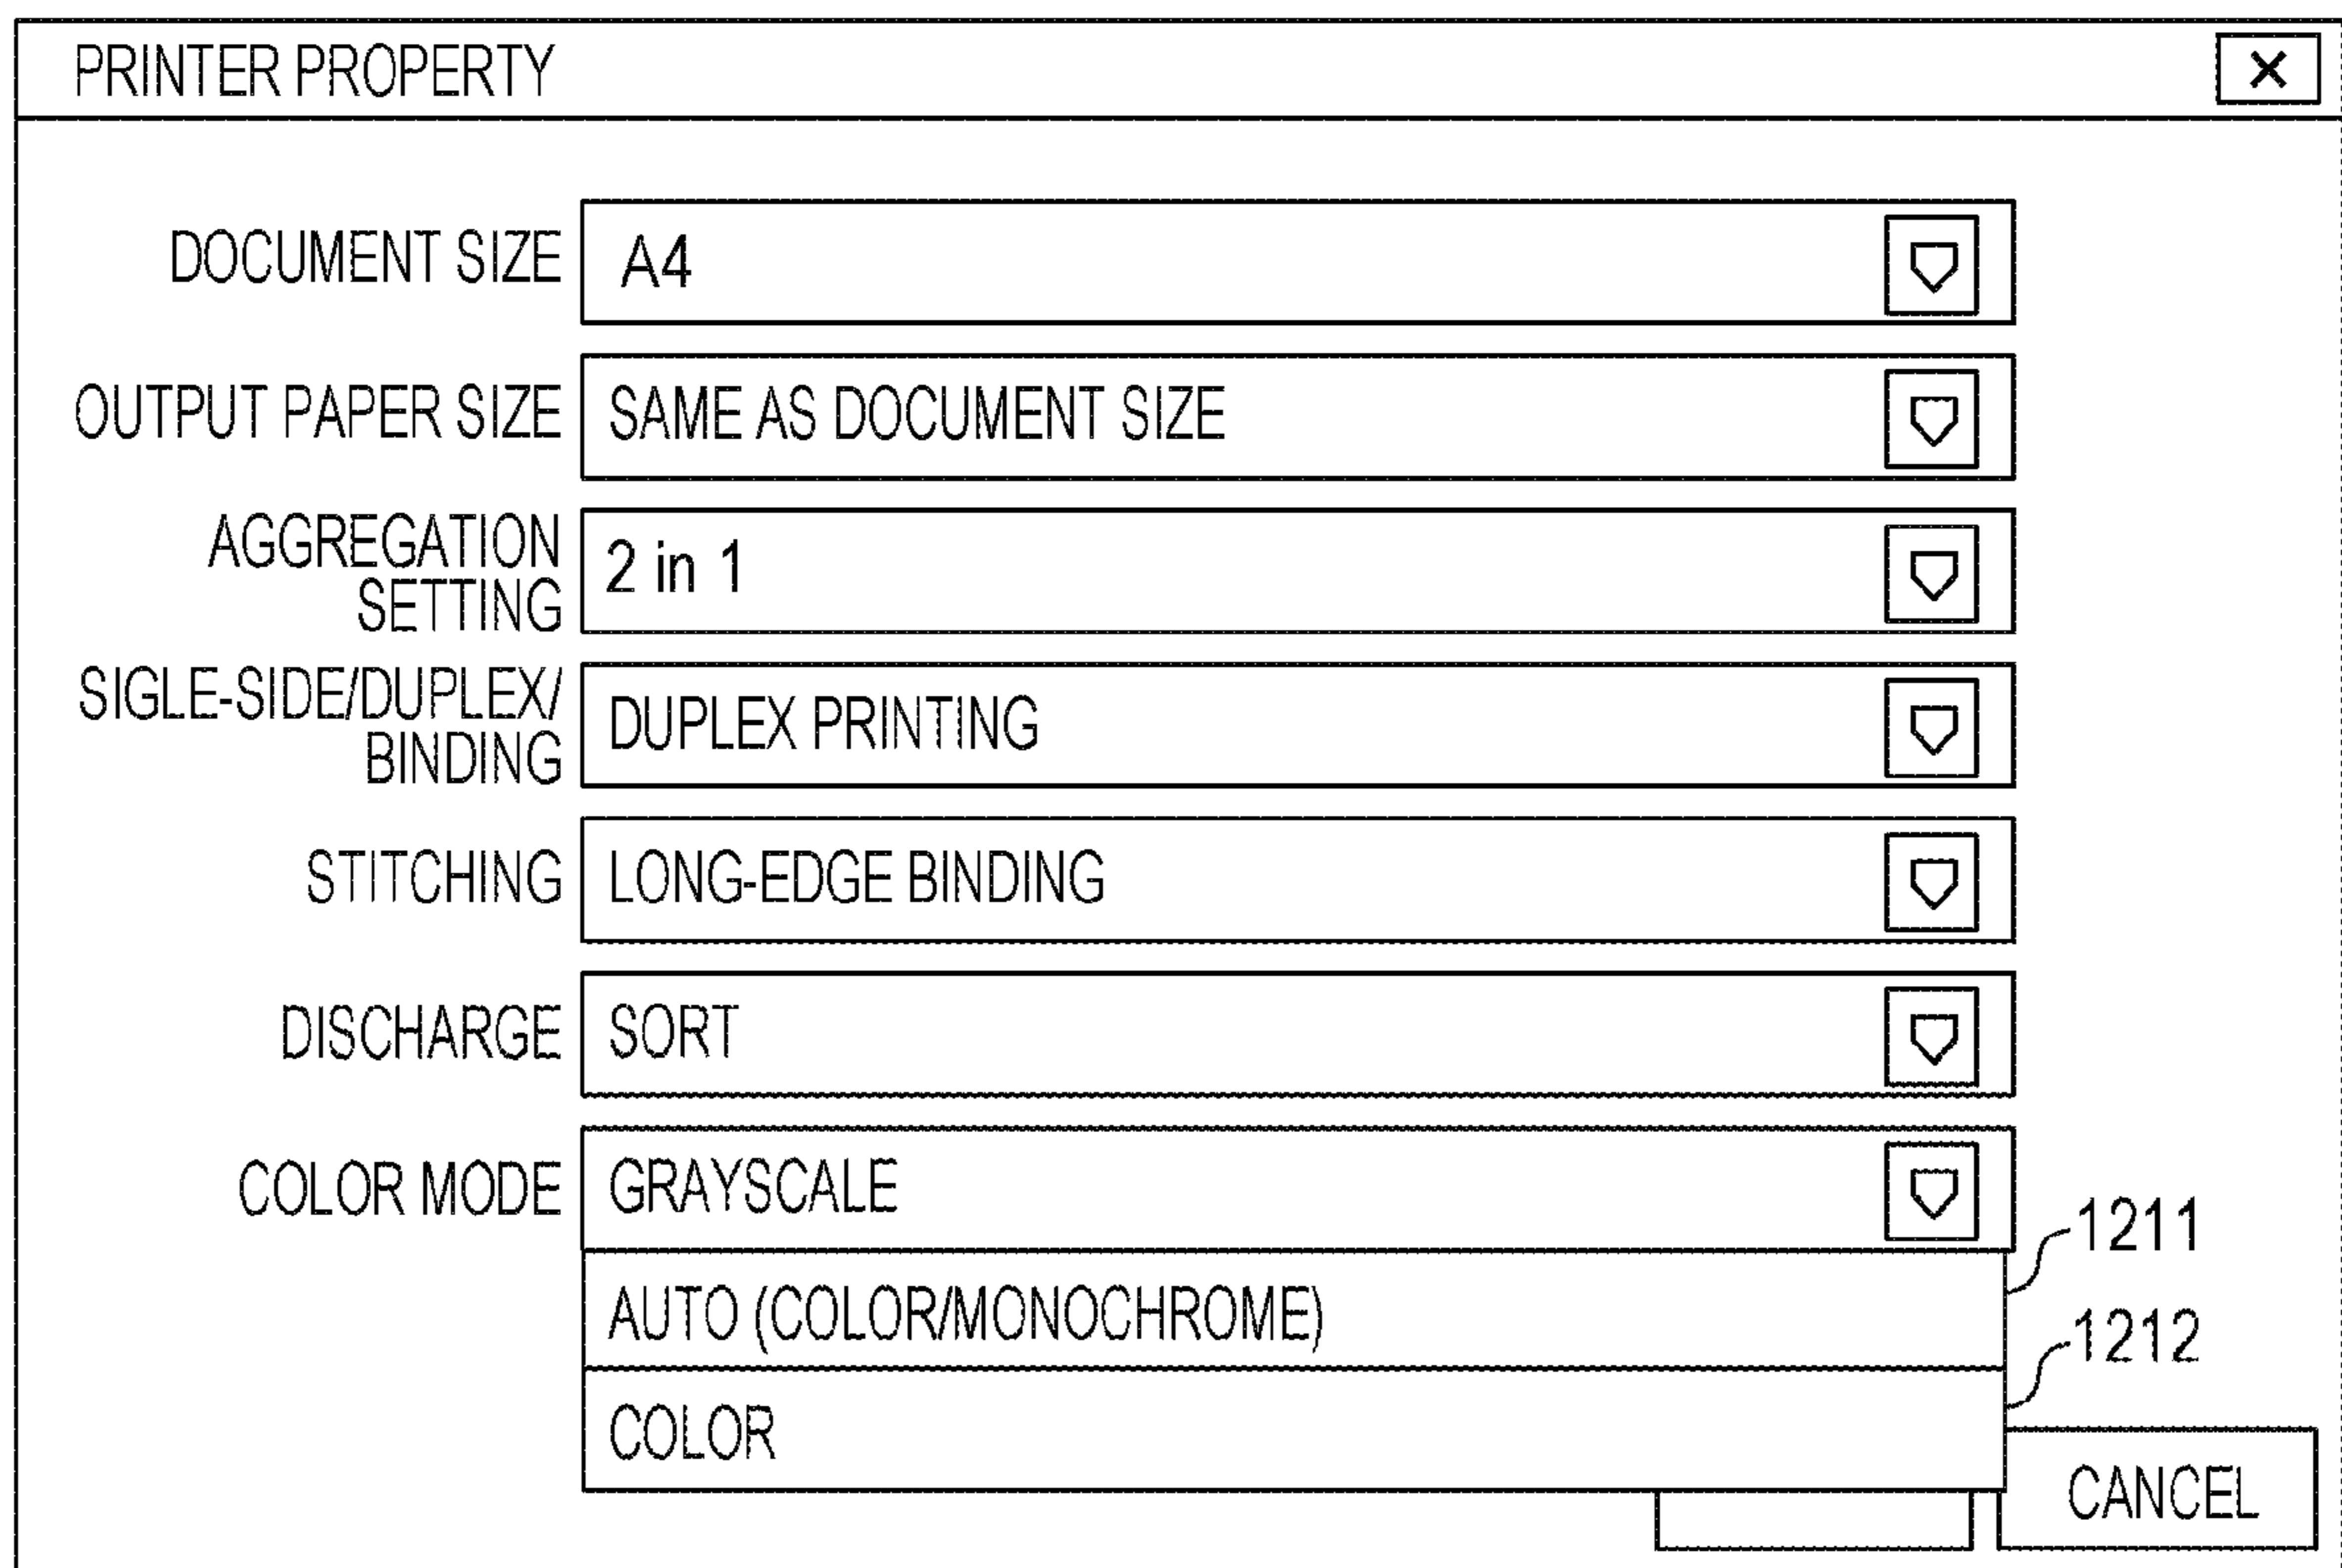 PRINTER PROPERTY
DOCUMENT SIZE A4
OUTPUT PAPER SIZE SAME AS DOCUMENT SIZE
AGGREGATION
SETTING
2 in 1
SIGLE-SIDE/DUPLEX/
BINDING
DUPLEX PRINTING
STITCHING LONG-EDGE BINDING
DISCHARGE SORT
COLOR MODE GRAYSCALE
1211
AUTO (COLOR/MONOCHROME)
1212
COLOR
CANCEL